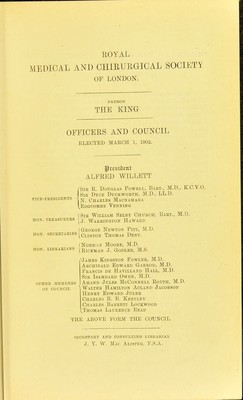 ROYAL
MEDICAL AND CHIRURGICAL SOCIETY
OF LONDON.
PATRON
THE KING
OFFICERS AND COUNCIL
ELECTED MARCH 1, 1902.
President
ALFRED WILLETT
VICE-PRESIDENTS
SIR R. DOUGLAS POWELL, BART., M.D., K.C.V.O.
SIR DYCE DUCKWORTH, M.D., LL.D.
N. CHARLES MACNAMARA
EDGCOMBE VENNING
HON. TREASURERS
SIR WILLIAM SELBY CHURCH, BART., M.D.
J. WARRINGTON HAWARD
HON. SECRETARIES
GEORGE NEWTON PITT, M.D.
CLINTON THOMAS DENT.
HON. LIBRARIANS
NORMAN MOORE, M.D.
RICKMAN J. GODLEE, M.S.
OTHER MEMBERS OF COUNCIL
JAMES KINGSTON FOWLER, M.D.
ARCHIBALD EDWARD GARROD, M.D.
FRANCIS DE HAVILLAND HALL, M.D.
SIR ISAMBARD OWEN, M.D.
AMAND JULES MCCONNELL ROUTH, M.D.
WALTER HAMILTON ACLAND JACOBSON
HENRY EDWARD JULER
CHARLES R. B. KEETLEY
CHARLES BARRETT LOCKWOOD
THOMAS LAURENCE READ
THE ABOVE FORM THE COUNCIL.
SECRETARY AND CONSULTING LIBRARIAN
J. Y. W. MAC ALISTER, F.S.A.